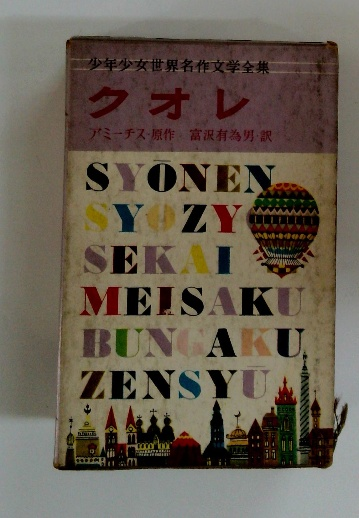 少年少女世界名作文学全集
クオレ
アミーチス・原作 富沢有為男・訳
SYŌNEN
SYOZY
SEKAI
MEISAKU
BUNGAKU
ZENSYŪ